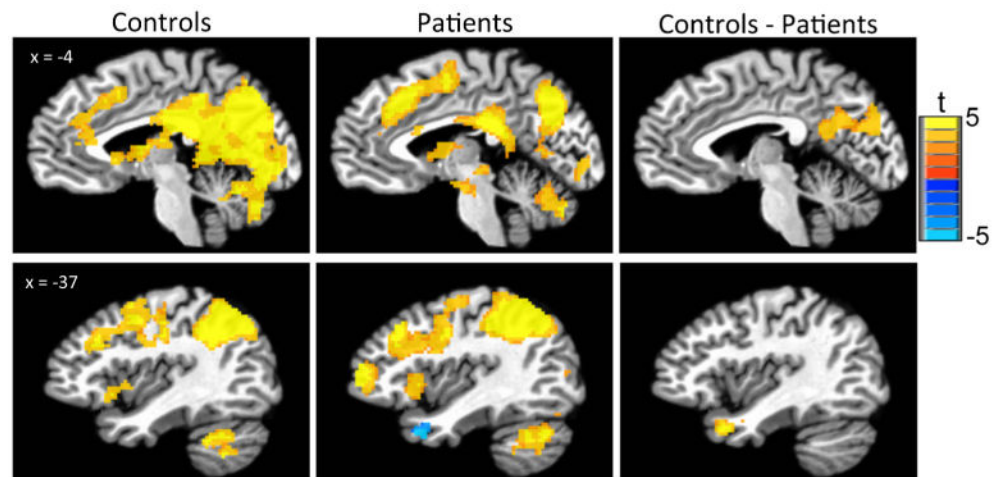 Controls Patients Controls - Patients
x = -4
t
5
-5
x = -37